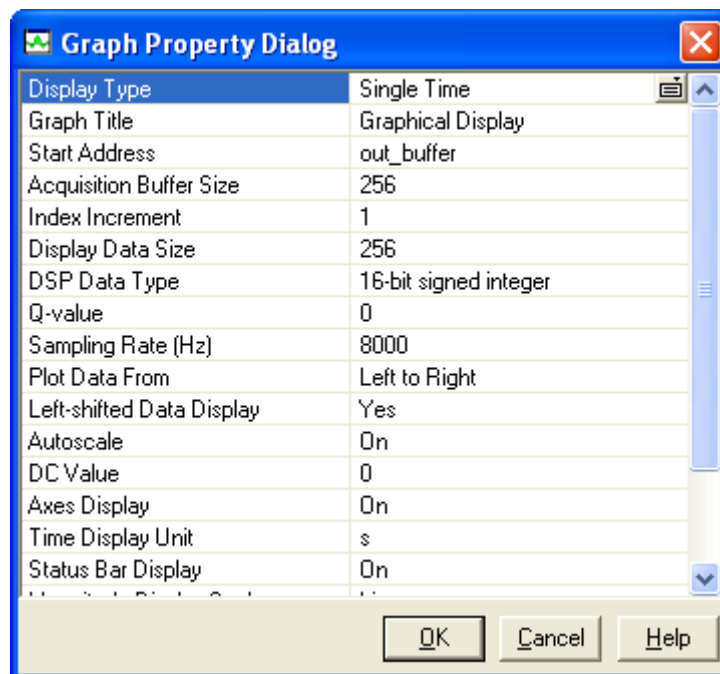 Graph Property Dialog
Display Type Single Time
Graph Title Graphical Display
Start Address out_buffer
Acquisition Buffer Size 256
Index Increment 1
Display Data Size 256
DSP Data Type 16-bit signed integer
Q-value 0
Sampling Rate (Hz) 8000
Plot Data From Left to Right
Left-shifted Data Display Yes
Autoscale On
DC Value 0
Axes Display On
Time Display Unit s
Status Bar Display On
OK Cancel Help